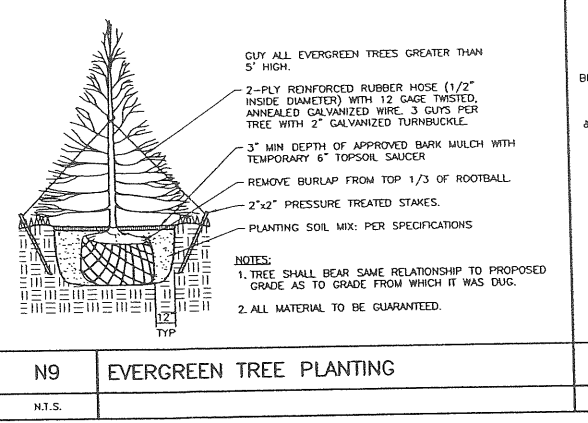 GUY ALL EVERGREEN TREES GREATER THAN
5' HIGH.
2-PLY REINFORCED RUBBER HOSE (1/2"
INSIDE DIAMETER) WITH 12 GAGE TWISTED,
ANNEALED GALVANIZED WIRE. 3 GUYS PER
TREE WITH 2" GALVANIZED TURNBUCKLE.
3" MIN DEPTH OF APPROVED BARK MULCH WITH
TEMPORARY 6" TOPSOIL SAUCER
REMOVE BURLAP FROM TOP 1/3 OF ROOTBALL.
2"x2" PRESSURE TREATED STAKES.
PLANTING SOIL MIX: PER SPECIFICATIONS
NOTES:
1. TREE SHALL BEAR SAME RELATIONSHIP TO PROPOSED
GRADE AS TO GRADE FROM WHICH IT WAS DUG.
2. ALL MATERIAL TO BE GUARANTEED.
12"
TYP
N9
EVERGREEN TREE PLANTING
N.T.S.